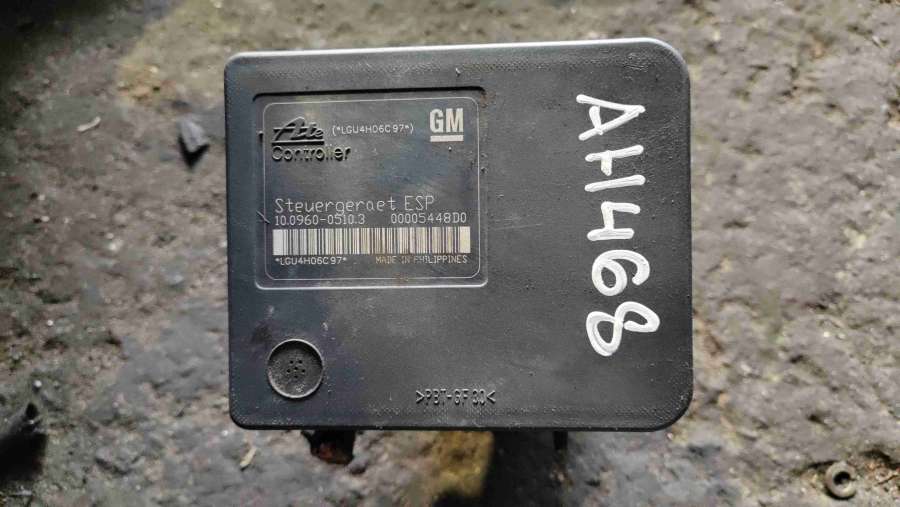 Ate
(*LGU4H06C97*)
GM
Controller
Steuergeraet ESP
10.0960-0510.3 00005448D0
*LGU4H06C97* MADE IN PHILIPPINES
>PBT-GF30<
AH468